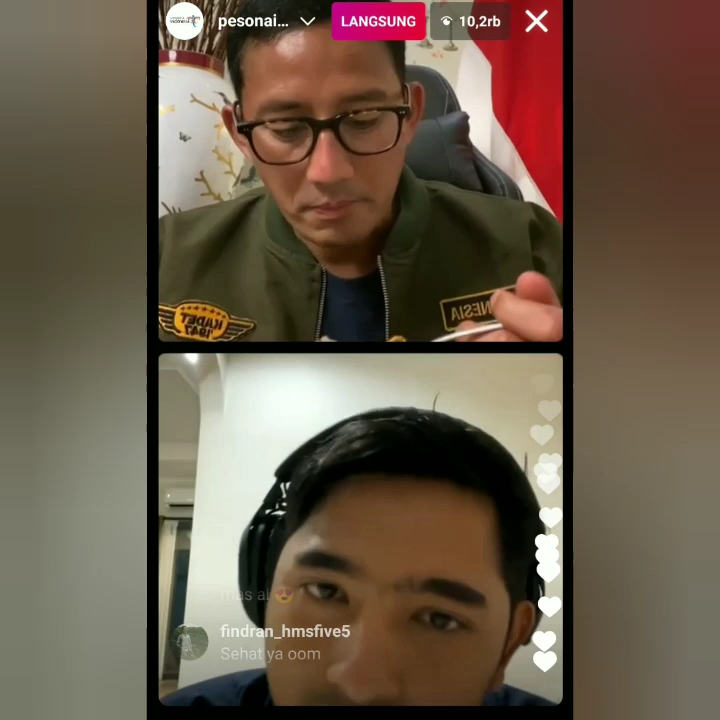 pesonai...
LANGSUNG
10,2rb
KADET
1947
NESIA
mas al 😍
findran_hmsfive5
Sehat ya oom